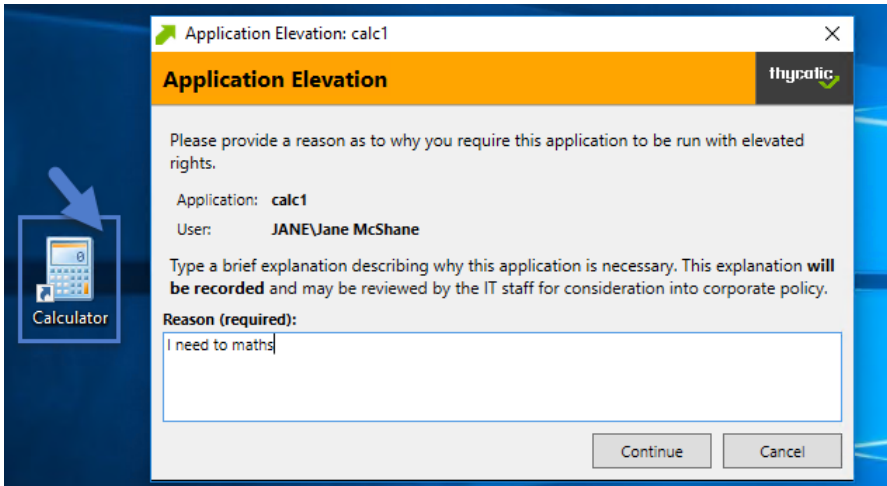 Application Elevation: calc1
Application Elevation
thycotic
Please provide a reason as to why you require this application to be run with elevated
rights.
Application: calc1
User: JANE\Jane McShane
Type a brief explanation describing why this application is necessary. This explanation will
be recorded and may be reviewed by the IT staff for consideration into corporate policy.
Reason (required):
I need to maths
Continue Cancel
0
Calculator